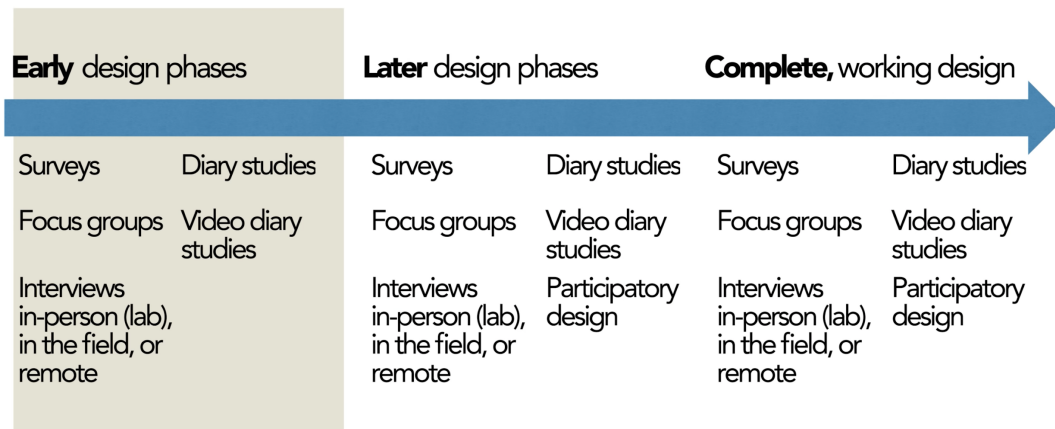 Early design phases
Surveys
Focus groups
Interviews
in-person (lab),
in the field, or
remote
Diary studies
Video diary
studies
Later design phases
Surveys
Focus groups
Interviews
in-person (lab),
in the field, or
remote
Diary studies
Video diary
studies
Participatory
design
Complete, working design
Surveys
Focus groups
Interviews
in-person (lab),
in the field, or
remote
Diary studies
Video diary
studies
Participatory
design